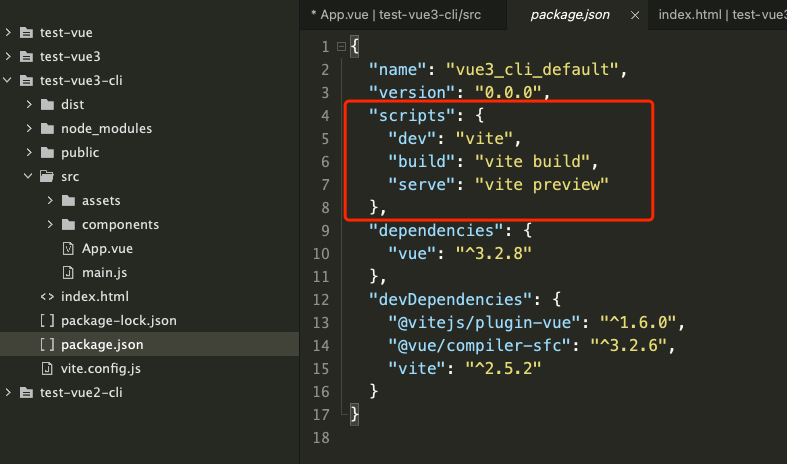 test-vue
test-vue3
test-vue3-cli
dist
node_modules
public
src
assets
components
App.vue
main.js
index.html
package-lock.json
package.json
vite.config.js
test-vue2-cli
* App.vue | test-vue3-cli/src
package.json
index.html | test-vue3
1 {
2 "name": "vue3_cli_default",
3 "version": "0.0.0",
4 "scripts": {
5 "dev": "vite",
6 "build": "vite build",
7 "serve": "vite preview"
8 },
9 "dependencies": {
10 "vue": "^3.2.8"
11 },
12 "devDependencies": {
13 "@vitejs/plugin-vue": "^1.6.0",
14 "@vue/compiler-sfc": "^3.2.6",
15 "vite": "^2.5.2"
16 }
17 }
18